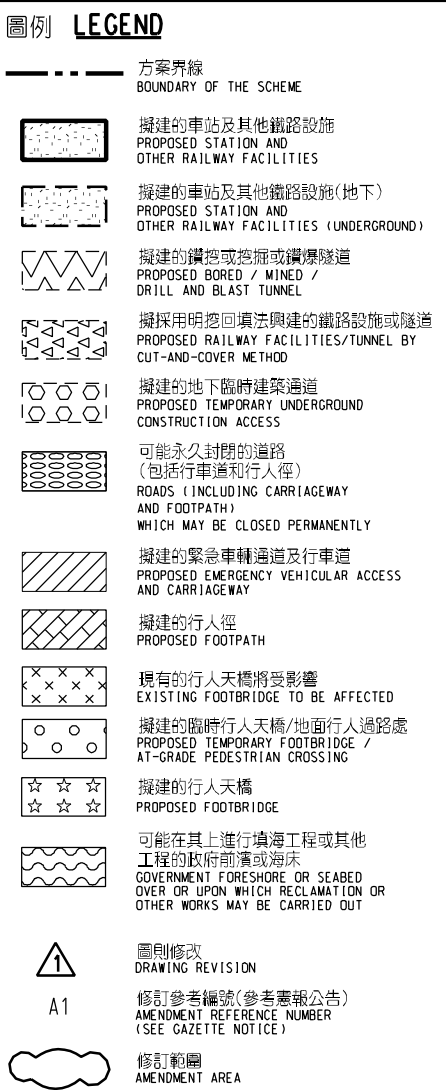 圖例 LEGEND
方案界線
BOUNDARY OF THE SCHEME
擬建的車站及其他鐵路設施
PROPOSED STATION AND
OTHER RAILWAY FACILITIES
擬建的車站及其他鐵路設施(地下)
PROPOSED STATION AND
OTHER RAILWAY FACILITIES (UNDERGROUND)
擬建的鑽挖或挖掘或鑽爆隧道
PROPOSED BORED / MINED /
DRILL AND BLAST TUNNEL
擬採用明挖回填法興建的鐵路設施或隧道
PROPOSED RAILWAY FACILITIES/TUNNEL BY
CUT-AND-COVER METHOD
擬建的地下臨時建築通道
PROPOSED TEMPORARY UNDERGROUND
CONSTRUCTION ACCESS
可能永久封閉的道路
(包括行車道和行人徑)
ROADS (INCLUDING CARRIAGEWAY
AND FOOTPATH)
WHICH MAY BE CLOSED PERMANENTLY
擬建的緊急車輛通道及行車道
PROPOSED EMERGENCY VEHICULAR ACCESS
AND CARRIAGEWAY
擬建的行人徑
PROPOSED FOOTPATH
現有的行人天橋將受影響
EXISTING FOOTBRIDGE TO BE AFFECTED
擬建的臨時行人天橋/地面行人過路處
PROPOSED TEMPORARY FOOTBRIDGE /
AT-GRADE PEDESTRIAN CROSSING
擬建的行人天橋
PROPOSED FOOTBRIDGE
可能在其上進行填海工程或其他
工程的政府前濱或海床
GOVERNMENT FORESHORE OR SEABED
OVER OR UPON WHICH RECLAMATION OR
OTHER WORKS MAY BE CARRIED OUT
1
圖則修改
DRAWING REVISION
A1
修訂參考編號(參考憲報公告)
AMENDMENT REFERENCE NUMBER
(SEE GAZETTE NOTICE)
修訂範圍
AMENDMENT AREA